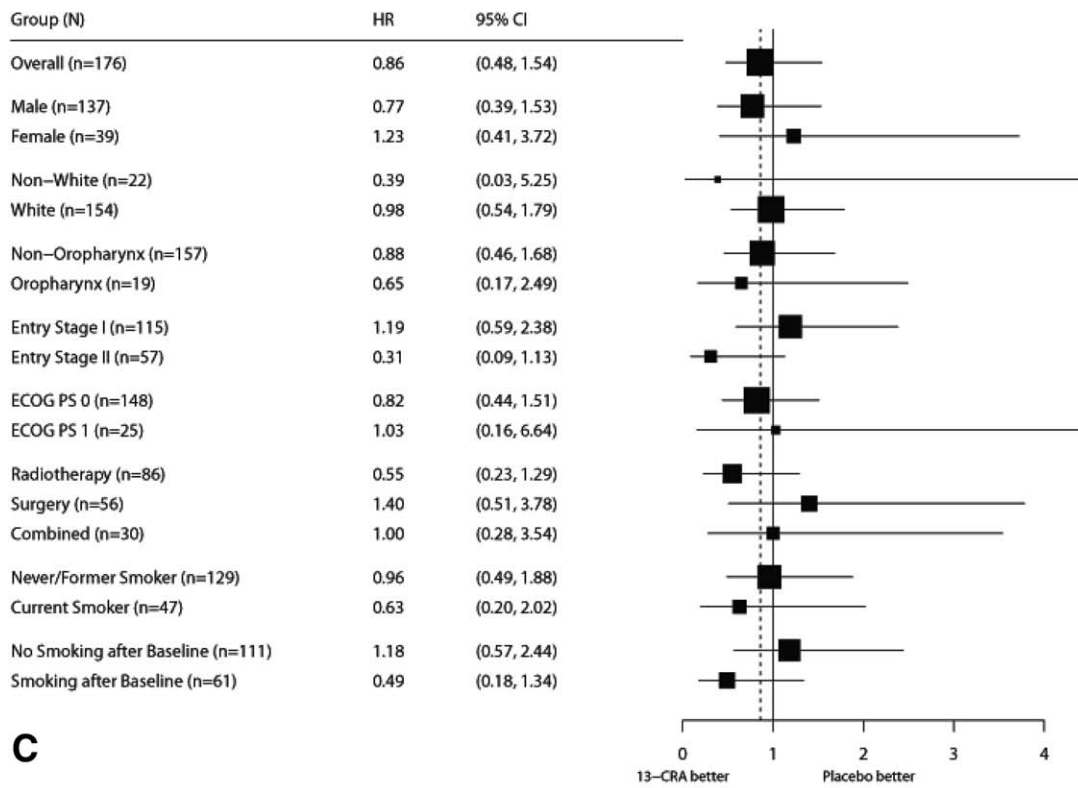 Group (N) HR 95% CI
Overall (n=176) 0.86 (0.48, 1.54)
Male (n=137) 0.77 (0.39, 1.53)
Female (n=39) 1.23 (0.41, 3.72)
Non−White (n=22) 0.39 (0.03, 5.25)
White (n=154) 0.98 (0.54, 1.79)
Non−Oropharynx (n=157) 0.88 (0.46, 1.68)
Oropharynx (n=19) 0.65 (0.17, 2.49)
Entry Stage I (n=115) 1.19 (0.59, 2.38)
Entry Stage II (n=57) 0.31 (0.09, 1.13)
ECOG PS 0 (n=148) 0.82 (0.44, 1.51)
ECOG PS 1 (n=25) 1.03 (0.16, 6.64)
Radiotherapy (n=86) 0.55 (0.23, 1.29)
Surgery (n=56) 1.40 (0.51, 3.78)
Combined (n=30) 1.00 (0.28, 3.54)
Never/Former Smoker (n=129) 0.96 (0.49, 1.88)
Current Smoker (n=47) 0.63 (0.20, 2.02)
No Smoking after Baseline (n=111) 1.18 (0.57, 2.44)
Smoking after Baseline (n=61) 0.49 (0.18, 1.34)
C
0 1 2 3 4
13−CRA better Placebo better